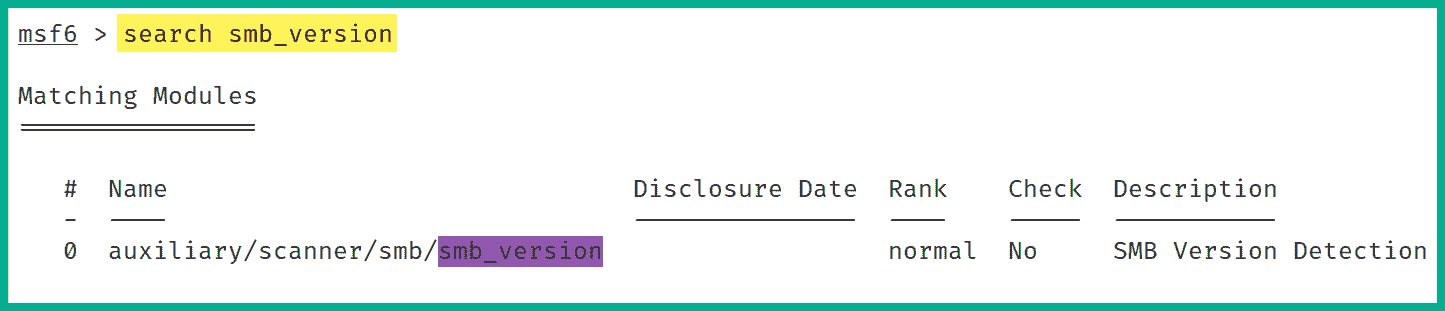 msf6 > search smb_version
Matching Modules
# Name Disclosure Date Rank Check Description
0 auxiliary/scanner/smb/smb_version normal No SMB Version Detection